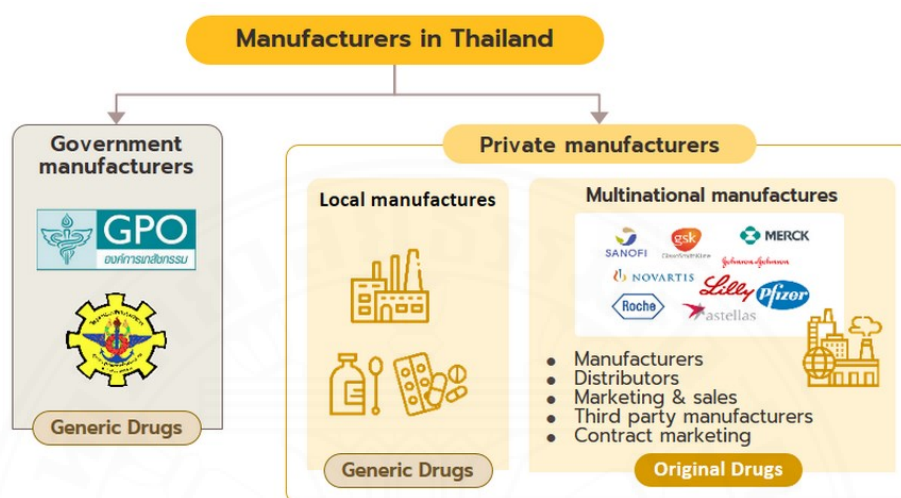 Manufacturers in Thailand
Government
manufacturers
GPO
องค์การเภสัชกรรม
Generic Drugs
Private manufacturers
Local manufactures
Generic Drugs
Multinational manufactures
SANOFI
gsk
GlaxoSmithKline
MERCK
Johnson & Johnson
NOVARTIS
Lilly
Pfizer
Roche
astellas
Manufacturers
Distributors
Marketing & sales
Third party manufacturers
Contract marketing
Original Drugs